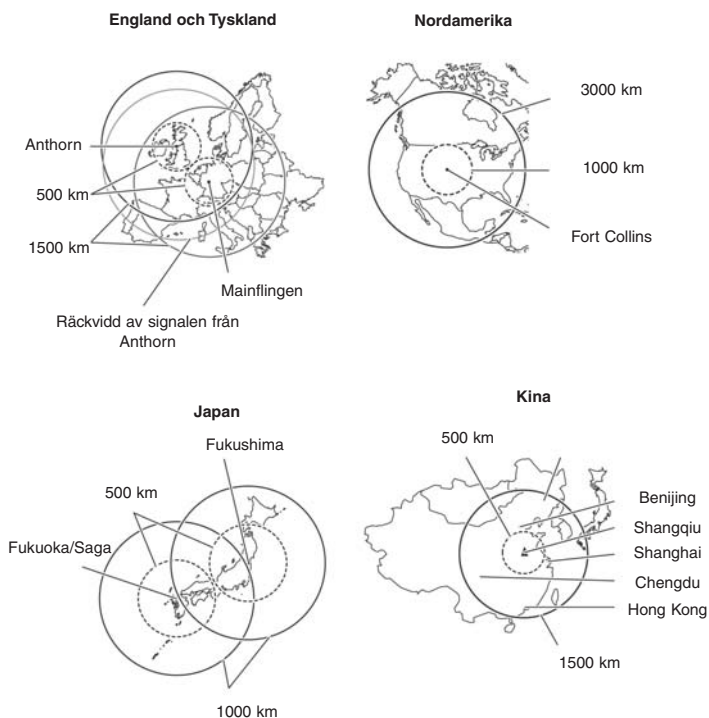 England och Tyskland
Anthorn
500 km
1500 km
Mainflingen
Räckvidd av signalen från
Anthorn
Nordamerika
3000 km
1000 km
Fort Collins
Japan
Fukushima
500 km
Fukuoka/Saga
1000 km
Kina
500 km
Benijing
Shangqiu
Shanghai
Chengdu
Hong Kong
1500 km